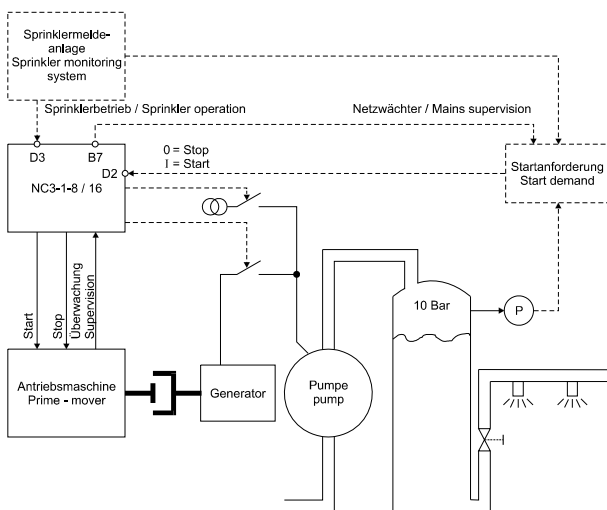 Sprinklermelde-
anlage
Sprinkler monitoring
system
Sprinklerbetrieb / Sprinkler operation
Netzwächter / Mains supervision
D3
B7
D2
NC3-1-8 / 16
0 = Stop
I = Start
Startanforderung
Start demand
Start
Stop
Überwachung
Supervision
10 Bar
P
Antriebsmaschine
Prime - mover
Generator
Pumpe
pump